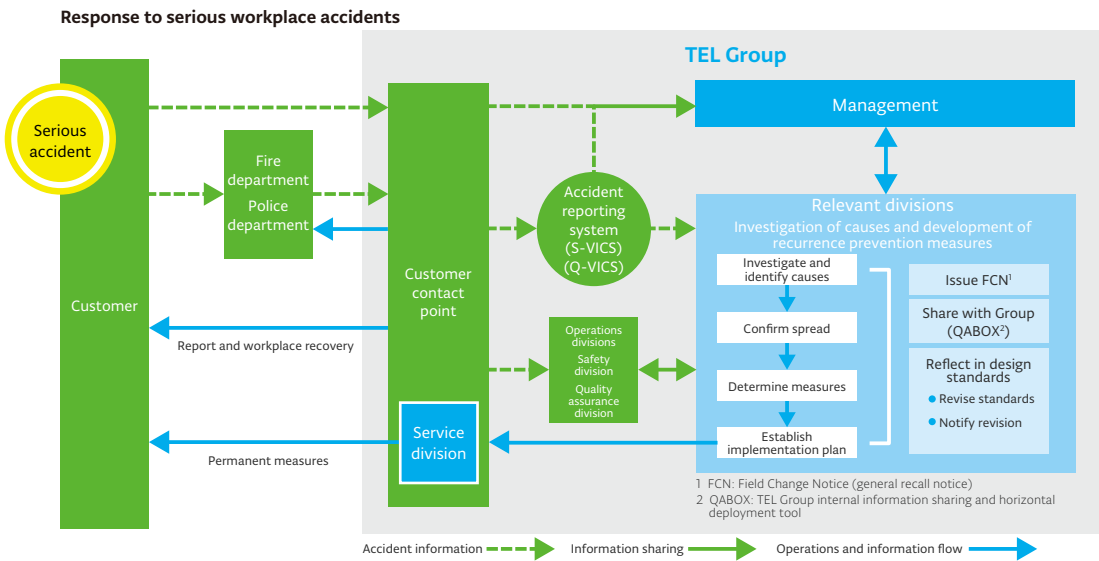 Response to serious workplace accidents
TEL Group
Serious
accident
Customer
Fire
department
Police
department
Report and workplace recovery
Permanent measures
Customer
contact
point
Service
division
Accident
reporting
system
(S-VICS)
(Q-VICS)
Operations
divisions
Safety
division
Quality
assurance
division
Management
Relevant divisions
Investigation of causes and development of
recurrence prevention measures
Investigate and
identify causes
Confirm spread
Determine measures
Establish
implementation plan
Issue FCN¹
Share with Group
(QABOX²)
Reflect in design
standards
● Revise standards
● Notify revision
1 FCN: Field Change Notice (general recall notice)
2 QABOX: TEL Group internal information sharing and horizontal
deployment tool
Accident information
Information sharing
Operations and information flow